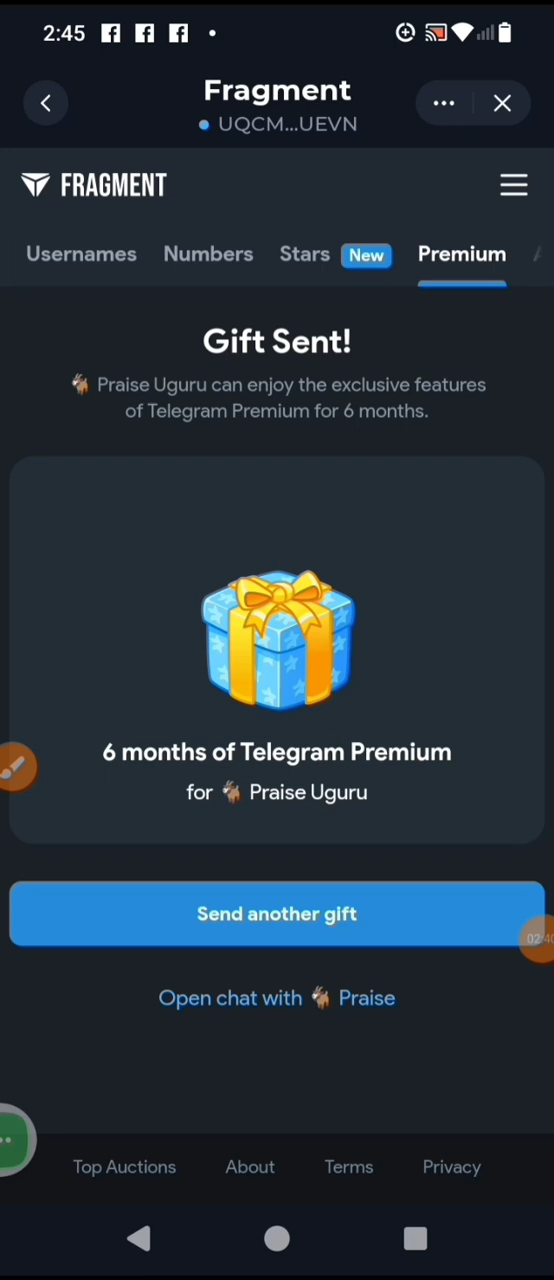 2:45
Fragment
UQCM...UEVN
FRAGMENT
Usernames Numbers Stars New Premium
Gift Sent!
Praise Uguru can enjoy the exclusive features
of Telegram Premium for 6 months.
6 months of Telegram Premium
for Praise Uguru
Send another gift
02:40
Open chat with Praise
Top Auctions About Terms Privacy